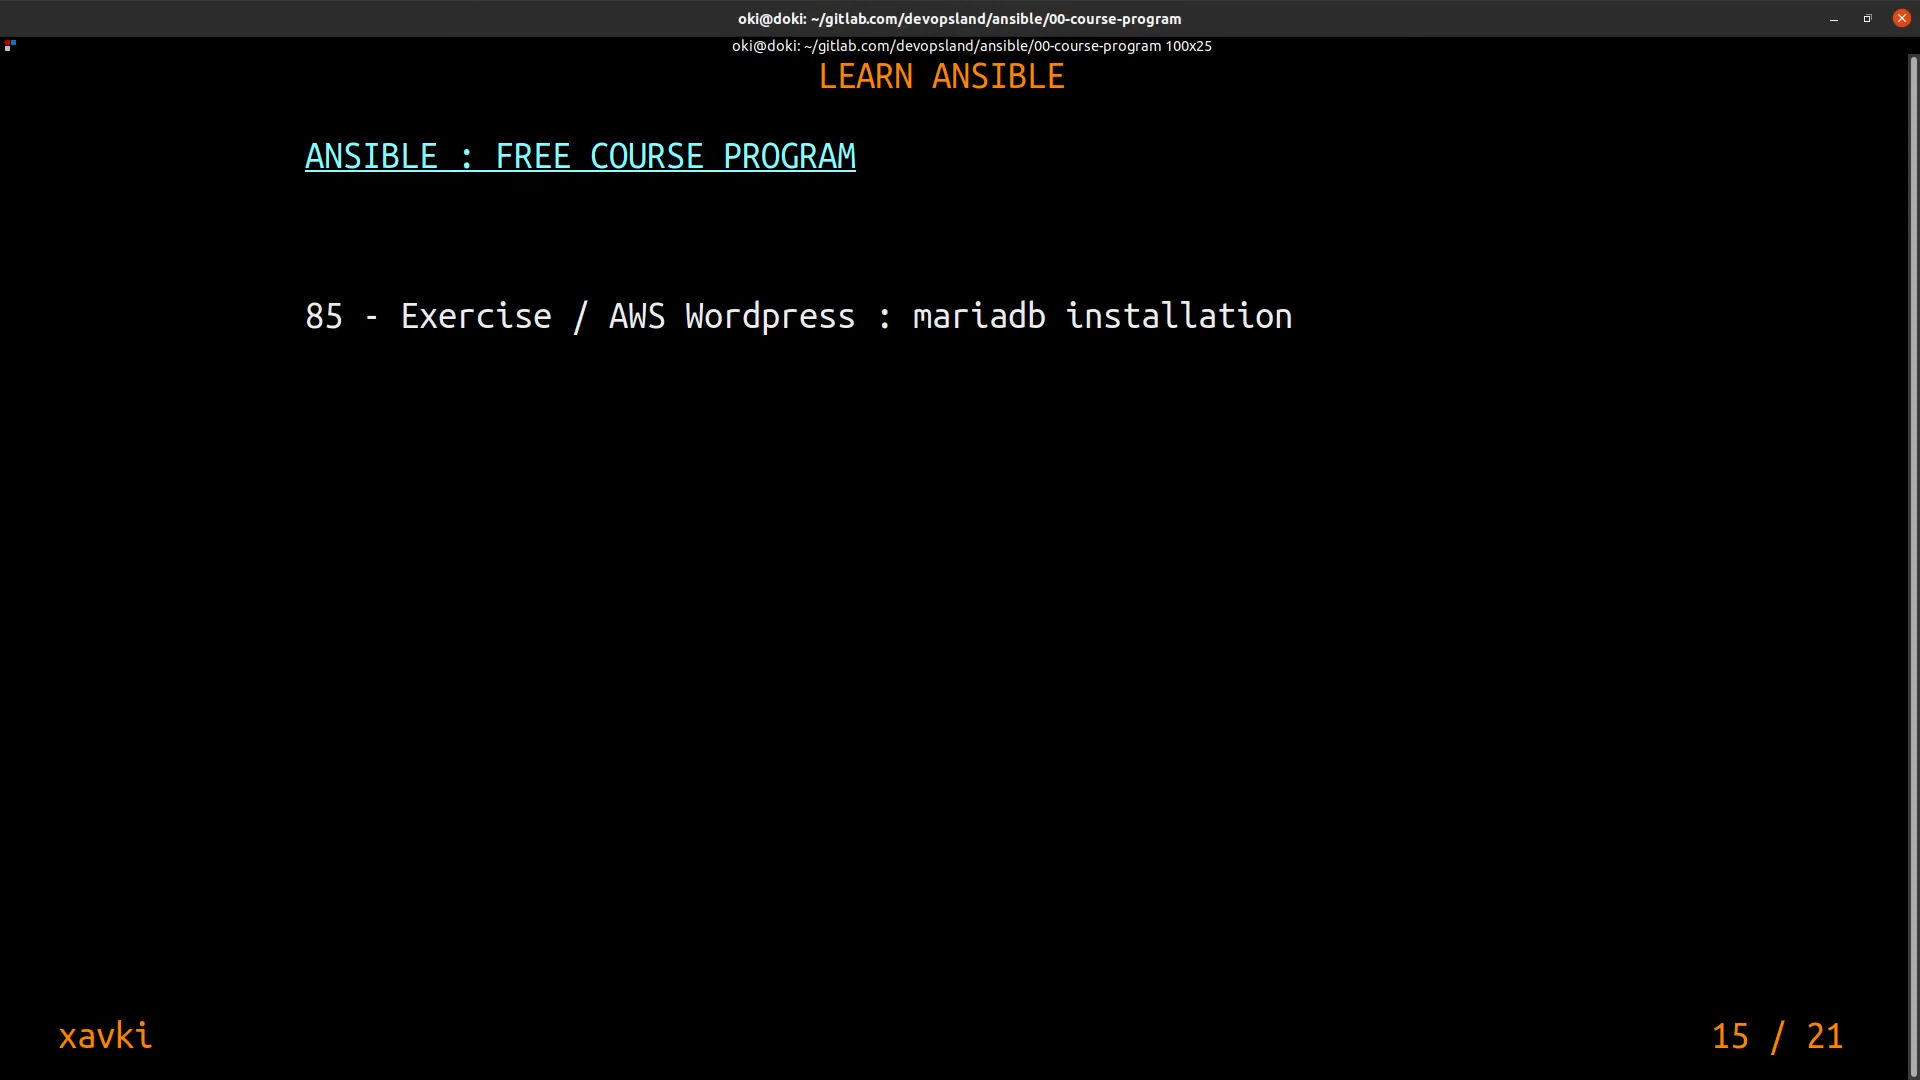 oki@doki: ~/gitlab.com/devopsland/ansible/00-course-program
oki@doki: ~/gitlab.com/devopsland/ansible/00-course-program 100x25
LEARN ANSIBLE
ANSIBLE : FREE COURSE PROGRAM
85 - Exercise / AWS Wordpress : mariadb installation
xavki
15 / 21